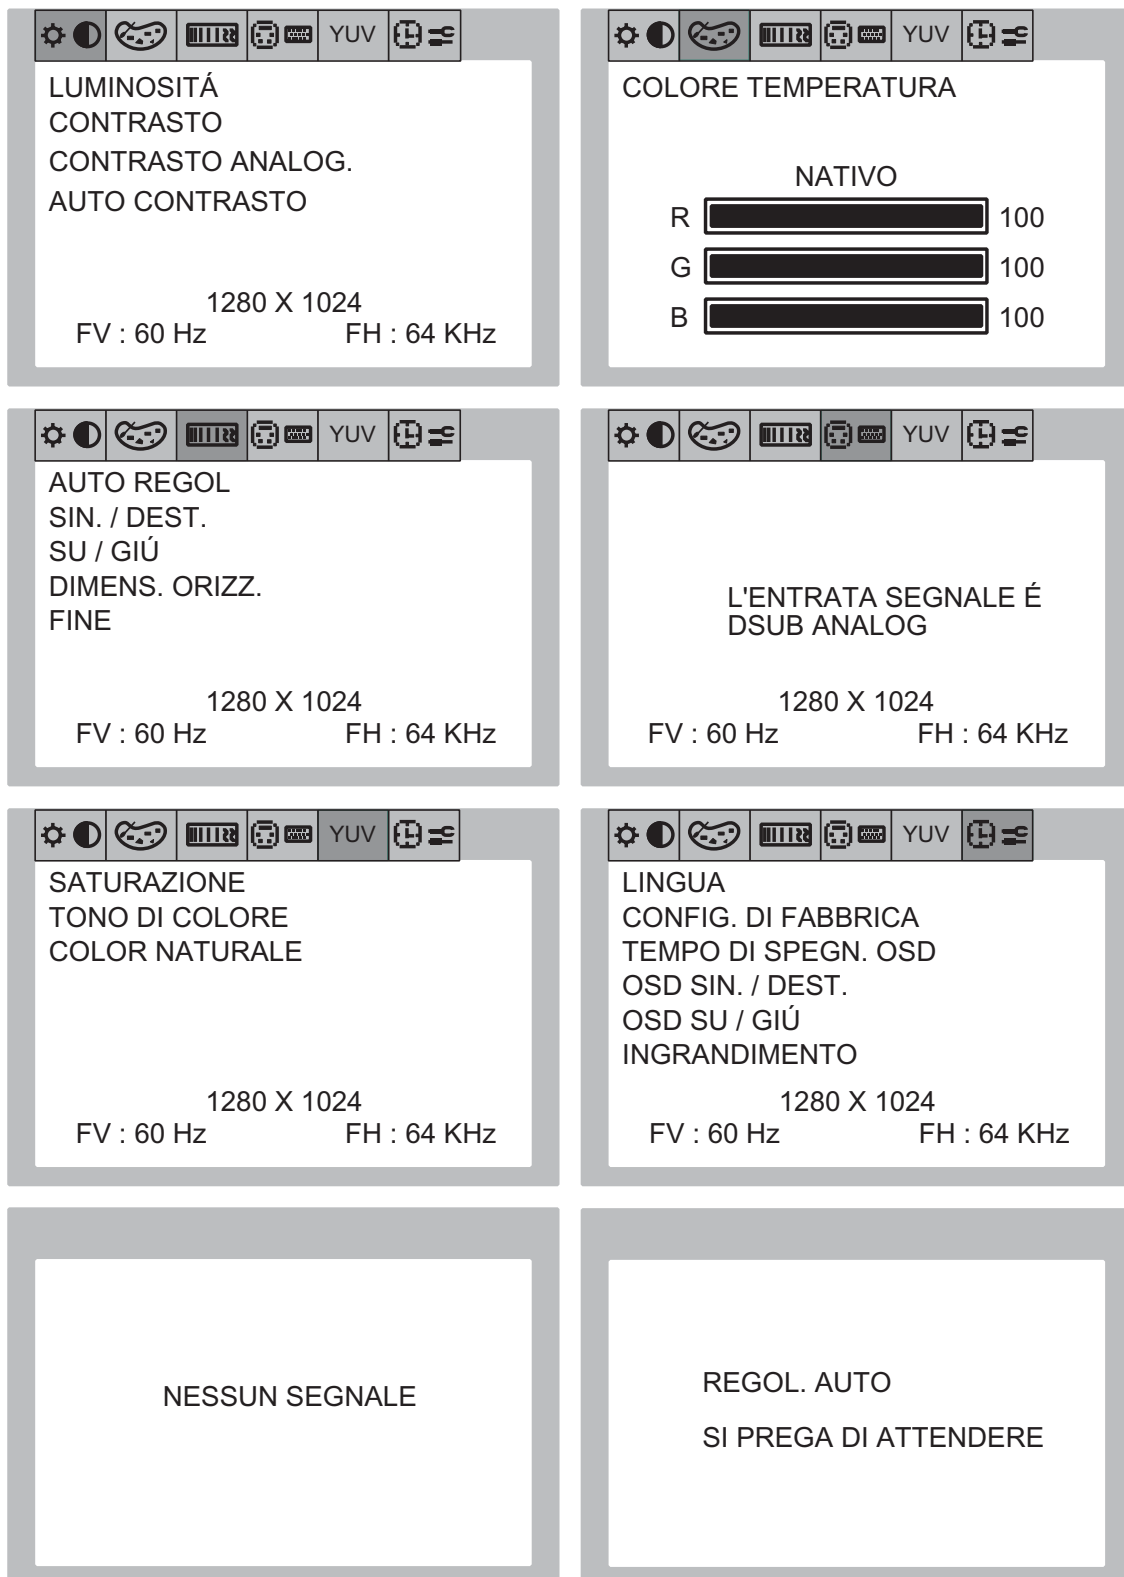 YUV
LUMINOSITÁ
CONTRASTO
CONTRASTO ANALOG.
AUTO CONTRASTO
1280 X 1024
FV : 60 Hz FH : 64 KHz
YUV
COLORE TEMPERATURA
NATIVO
R 100
G 100
B 100
YUV
AUTO REGOL
SIN. / DEST.
SU / GIÚ
DIMENS. ORIZZ.
FINE
1280 X 1024
FV : 60 Hz FH : 64 KHz
YUV
L'ENTRATA SEGNALE É
DSUB ANALOG
1280 X 1024
FV : 60 Hz FH : 64 KHz
YUV
SATURAZIONE
TONO DI COLORE
COLOR NATURALE
1280 X 1024
FV : 60 Hz FH : 64 KHz
YUV
LINGUA
CONFIG. DI FABBRICA
TEMPO DI SPEGN. OSD
OSD SIN. / DEST.
OSD SU / GIÚ
INGRANDIMENTO
1280 X 1024
FV : 60 Hz FH : 64 KHz
NESSUN SEGNALE
REGOL. AUTO
SI PREGA DI ATTENDERE